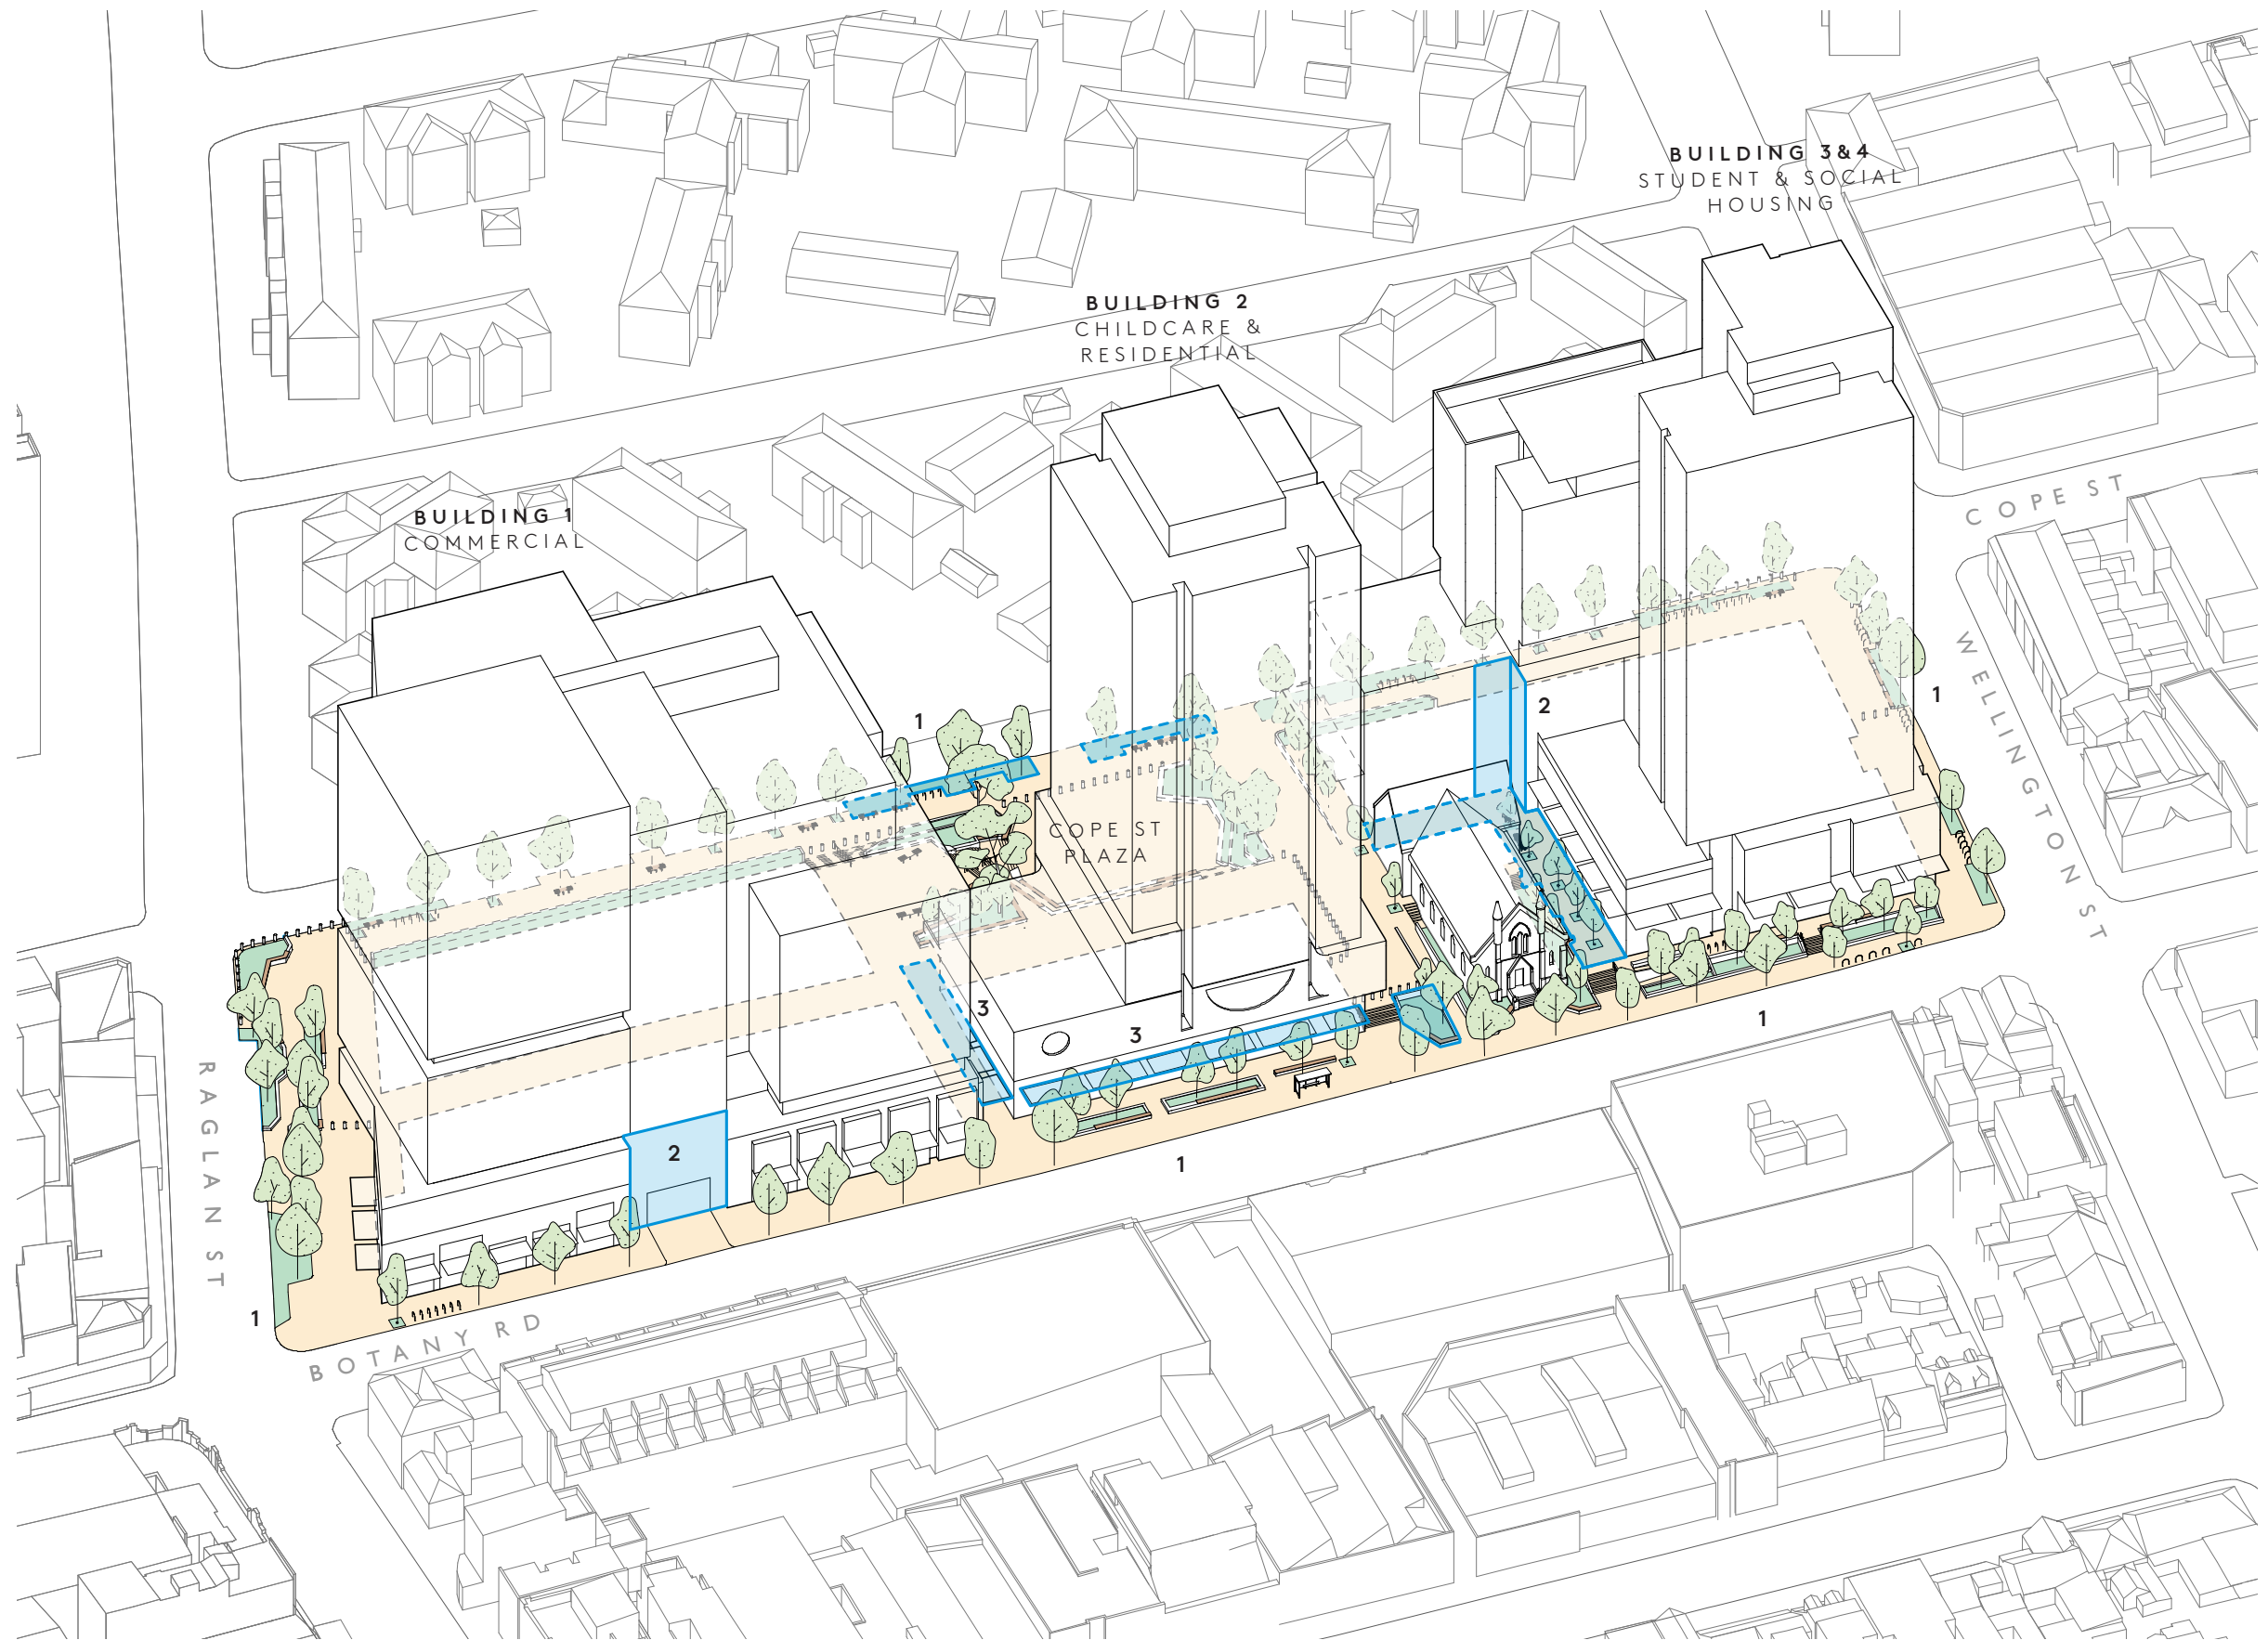 BUILDING 3&4
STUDENT & SOCIAL
HOUSING
BUILDING 2
CHILDCARE &
RESIDENTIAL
COPE ST
BUILDING 1
COMMERCIAL
WELLINGTON ST
1
2
1
COPE ST
PLAZA
3
3
1
RAGLAN ST
2
1
1
BOTANY RD